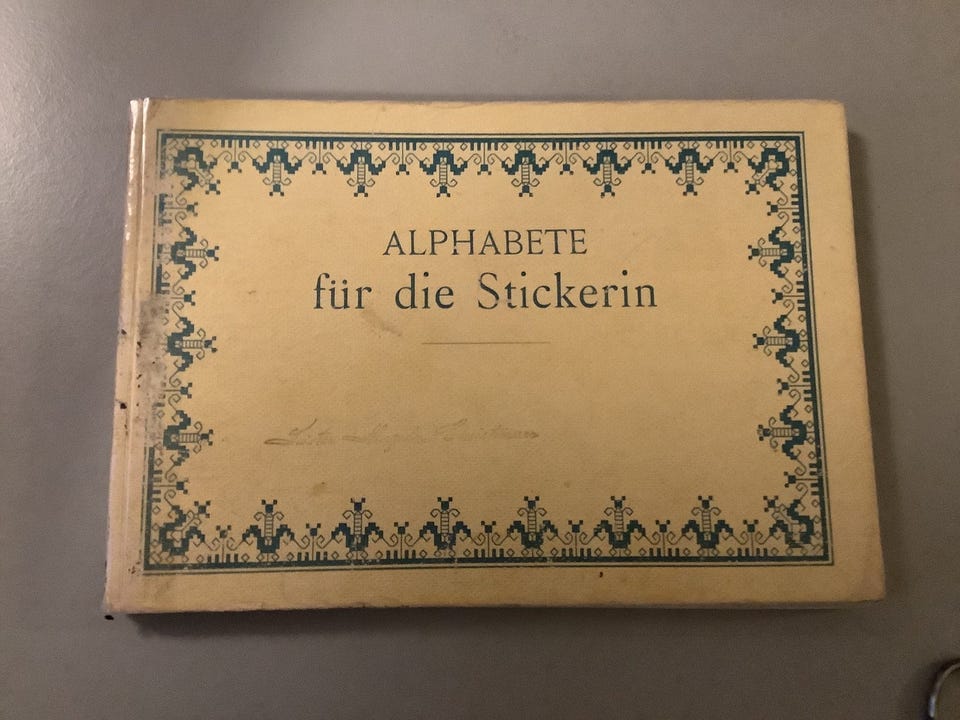 ALPHABETE
für die Stickerin